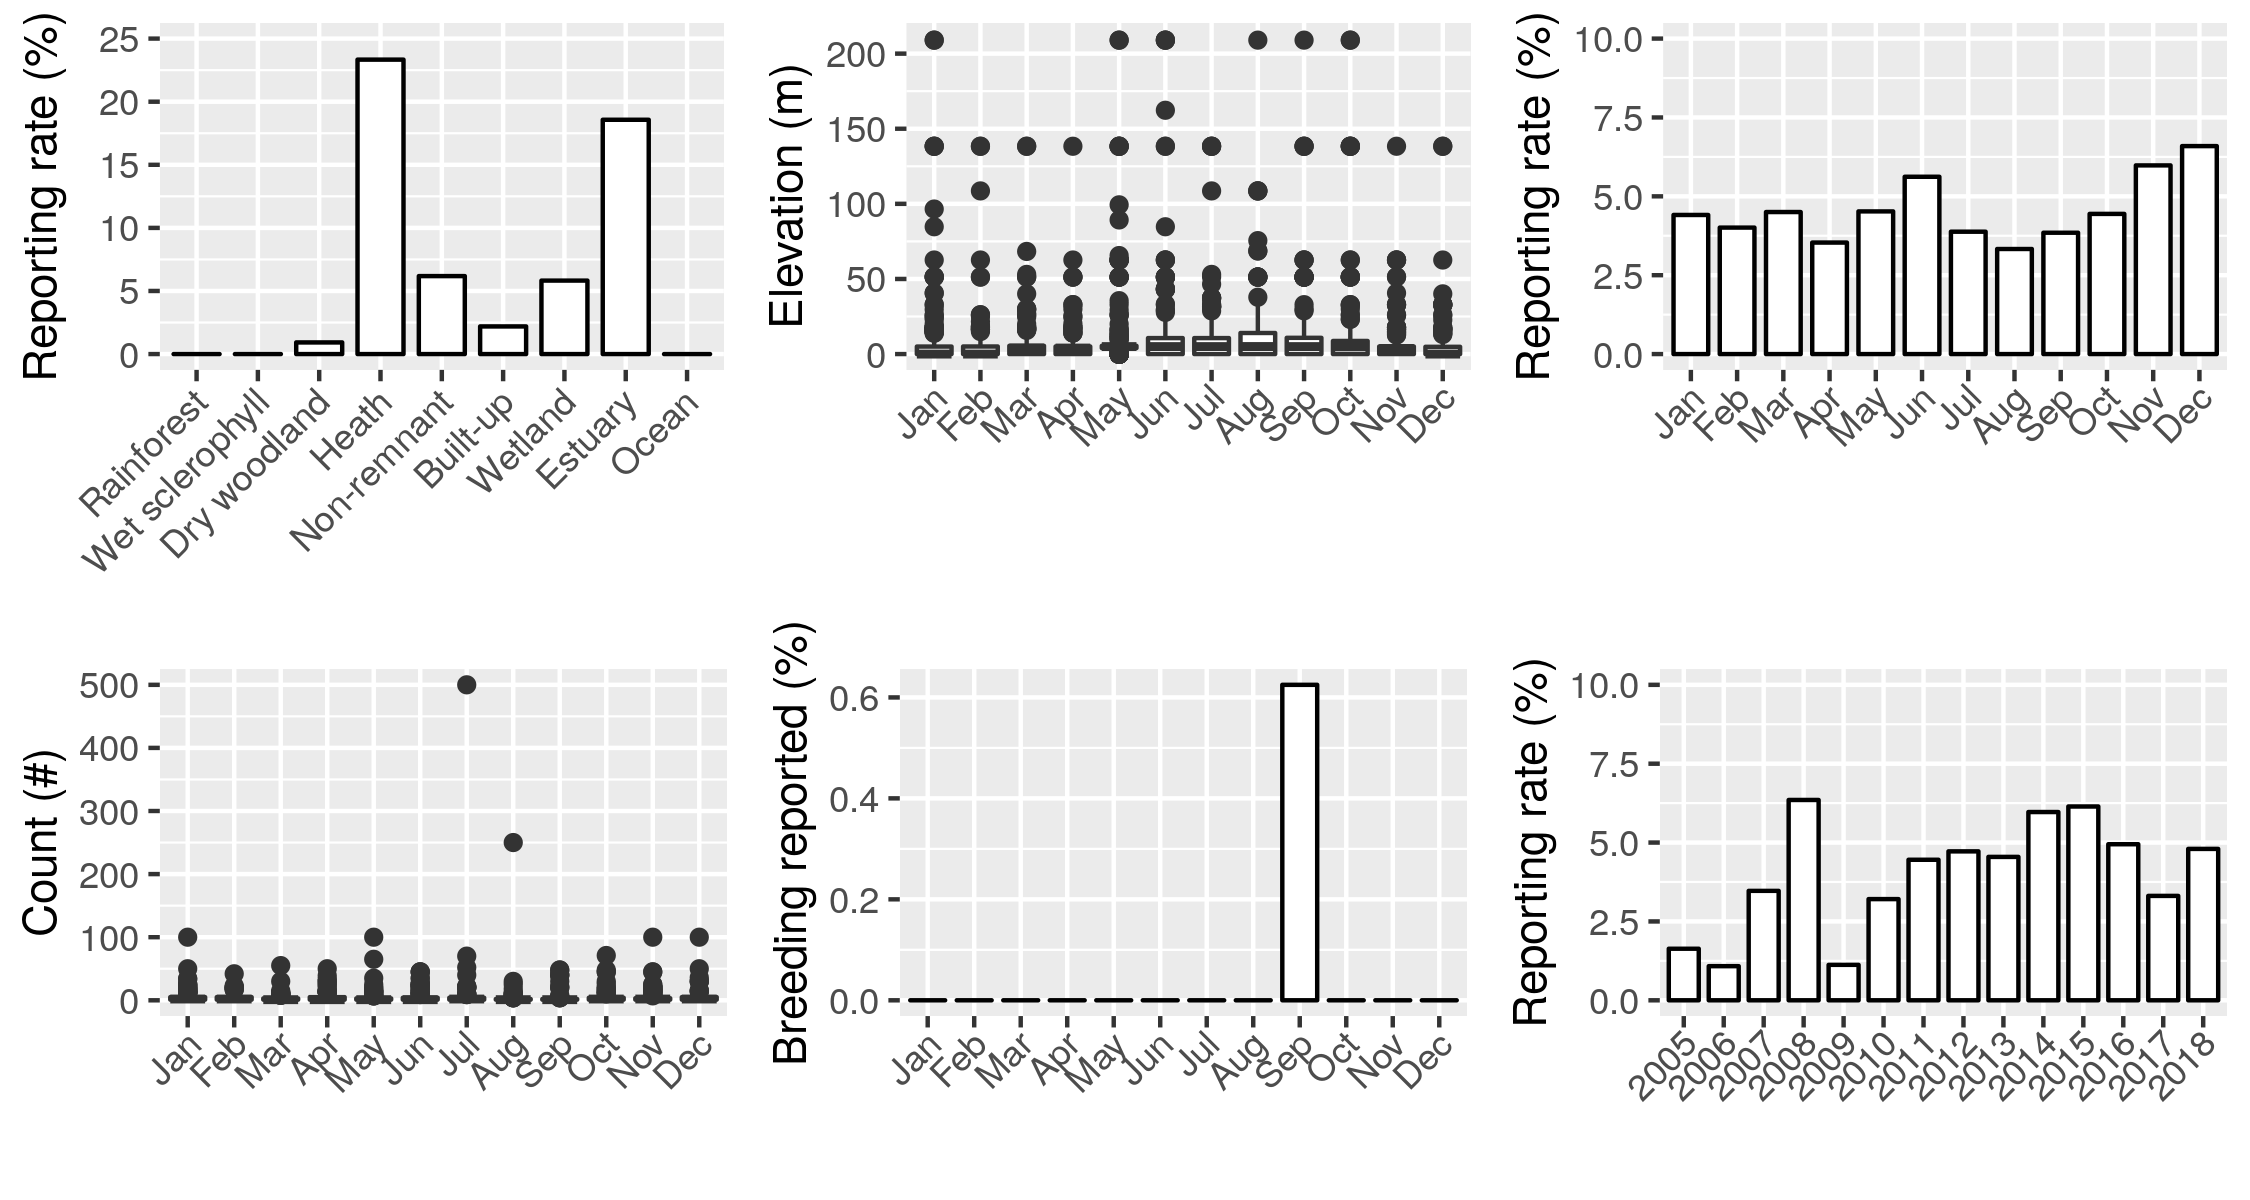 Reporting rate (%)
25
20
15
10
5
0
Rainforest
Wet sclerophyll
Dry woodland
Heath
Non-remnant
Built-up
Wetland
Estuary
Ocean
Elevation (m)
200
150
100
50
0
Jan
Feb
Mar
Apr
May
Jun
Jul
Aug
Sep
Oct
Nov
Dec
Reporting rate (%)
10.0
7.5
5.0
2.5
0.0
Jan
Feb
Mar
Apr
May
Jun
Jul
Aug
Sep
Oct
Nov
Dec
Count (#)
500
400
300
200
100
0
Jan
Feb
Mar
Apr
May
Jun
Jul
Aug
Sep
Oct
Nov
Dec
Breeding reported (%)
0.6
0.4
0.2
0.0
Jan
Feb
Mar
Apr
May
Jun
Jul
Aug
Sep
Oct
Nov
Dec
Reporting rate (%)
10.0
7.5
5.0
2.5
0.0
2005
2006
2007
2008
2009
2010
2011
2012
2013
2014
2015
2016
2017
2018